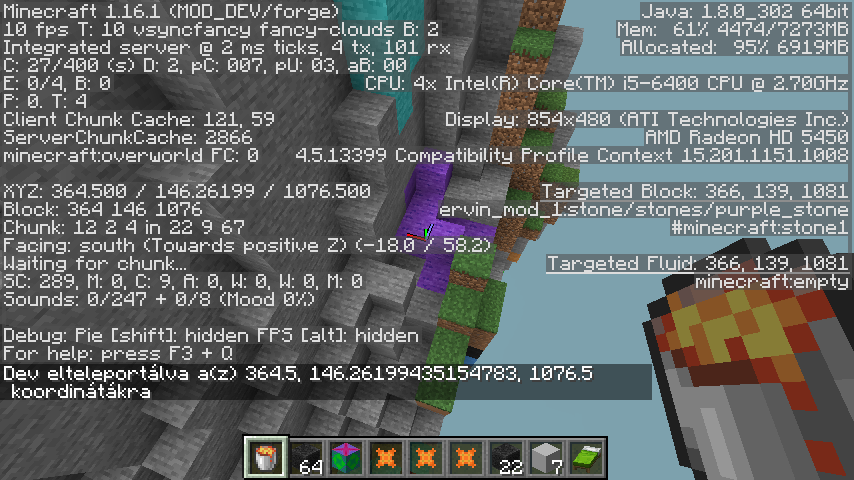 Minecraft 1.16.1 (MOD_DEV/forge)
10 fps T: 10 vsyncfancy fancy-clouds B: 2
Integrated server @ 2 ms ticks, 4 tx, 101 rx
C: 27/400 (s) D: 2, pC: 007, pU: 03, aB: 00
E: 0/4, B: 0
P: 0. T: 4
Client Chunk Cache: 121, 59
ServerChunkCache: 2866
minecraft:overworld FC: 0
XYZ: 364.500 / 146.26199 / 1076.500
Block: 364 146 1076
Chunk: 12 2 4 in 22 9 67
Facing: south (Towards positive Z) (-18.0 / 58.2)
Waiting for chunk...
SC: 289, M: 0, C: 9, A: 0, W: 0, W: 0, M: 0
Sounds: 0/247 + 0/8 (Mood 0%)
Debug: Pie [shift]: hidden FPS [alt]: hidden
For help: press F3 + Q
Dev elteleportálva a(z) 364.5, 146.26199435154783, 1076.5
koordinátákra
Java: 1.8.0_302 64bit
Mem: 61% 4474/7273MB
Allocated: 95% 6919MB
CPU: 4x Intel(R) Core(TM) i5-6400 CPU @ 2.70GHz
Display: 854x480 (ATI Technologies Inc.)
AMD Radeon HD 5450
4.5.13399 Compatibility Profile Context 15.201.1151.1008
Targeted Block: 366, 139, 1081
ervin_mod_1:stone/stones/purple_stone
#minecraft:stone1
Targeted Fluid: 366, 139, 1081
minecraft:empty
64
22
7